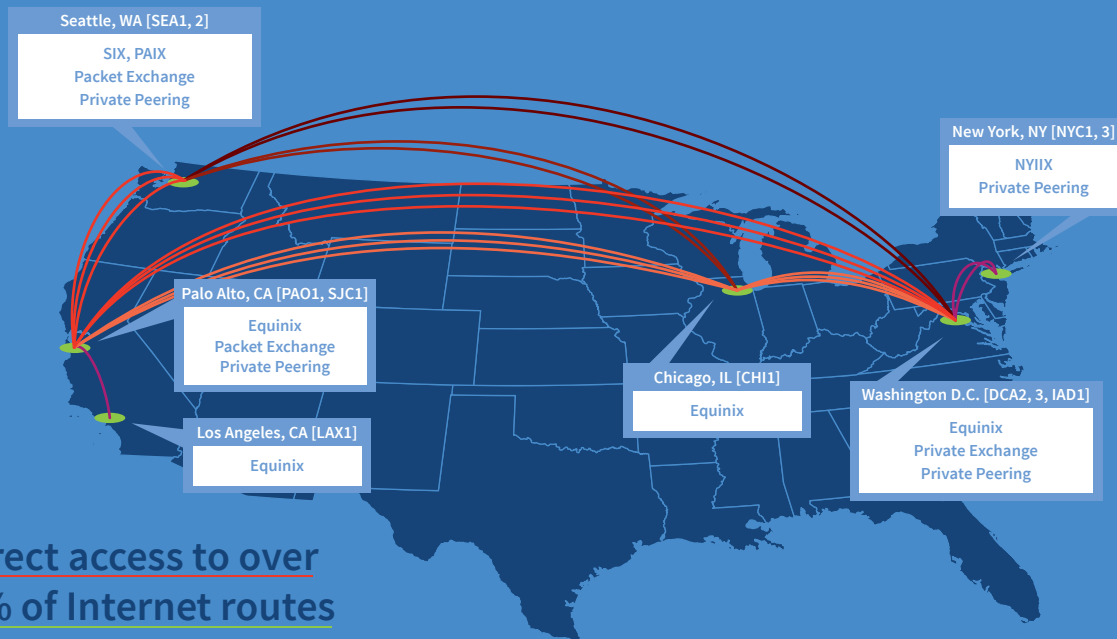 Seattle, WA [SEA1, 2]
SIX, PAIX
Packet Exchange
Private Peering
New York, NY [NYC1, 3]
NYIIX
Private Peering
Palo Alto, CA [PAO1, SJC1]
Equinix
Packet Exchange
Private Peering
Chicago, IL [CHI1]
Equinix
Washington D.C. [DCA2, 3, IAD1]
Equinix
Private Exchange
Private Peering
Los Angeles, CA [LAX1]
Equinix
rect access to over
% of Internet routes